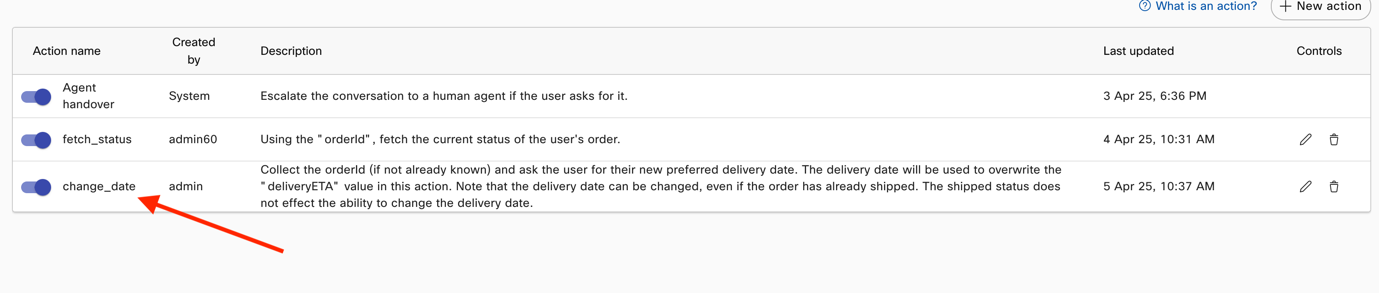 What is an action?
New action
Action name
Created
by
Description
Last updated
Controls
Agent
handover
System
Escalate the conversation to a human agent if the user asks for it.
3 Apr 25, 6:36 PM
fetch_status
admin60
Using the "orderId", fetch the current status of the user's order.
4 Apr 25, 10:31 AM
change_date
admin
Collect the orderId (if not already known) and ask the user for their new preferred delivery date. The delivery date will be used to overwrite the
"deliveryETA" value in this action. Note that the delivery date can be changed, even if the order has already shipped. The shipped status does
not effect the ability to change the delivery date.
5 Apr 25, 10:37 AM